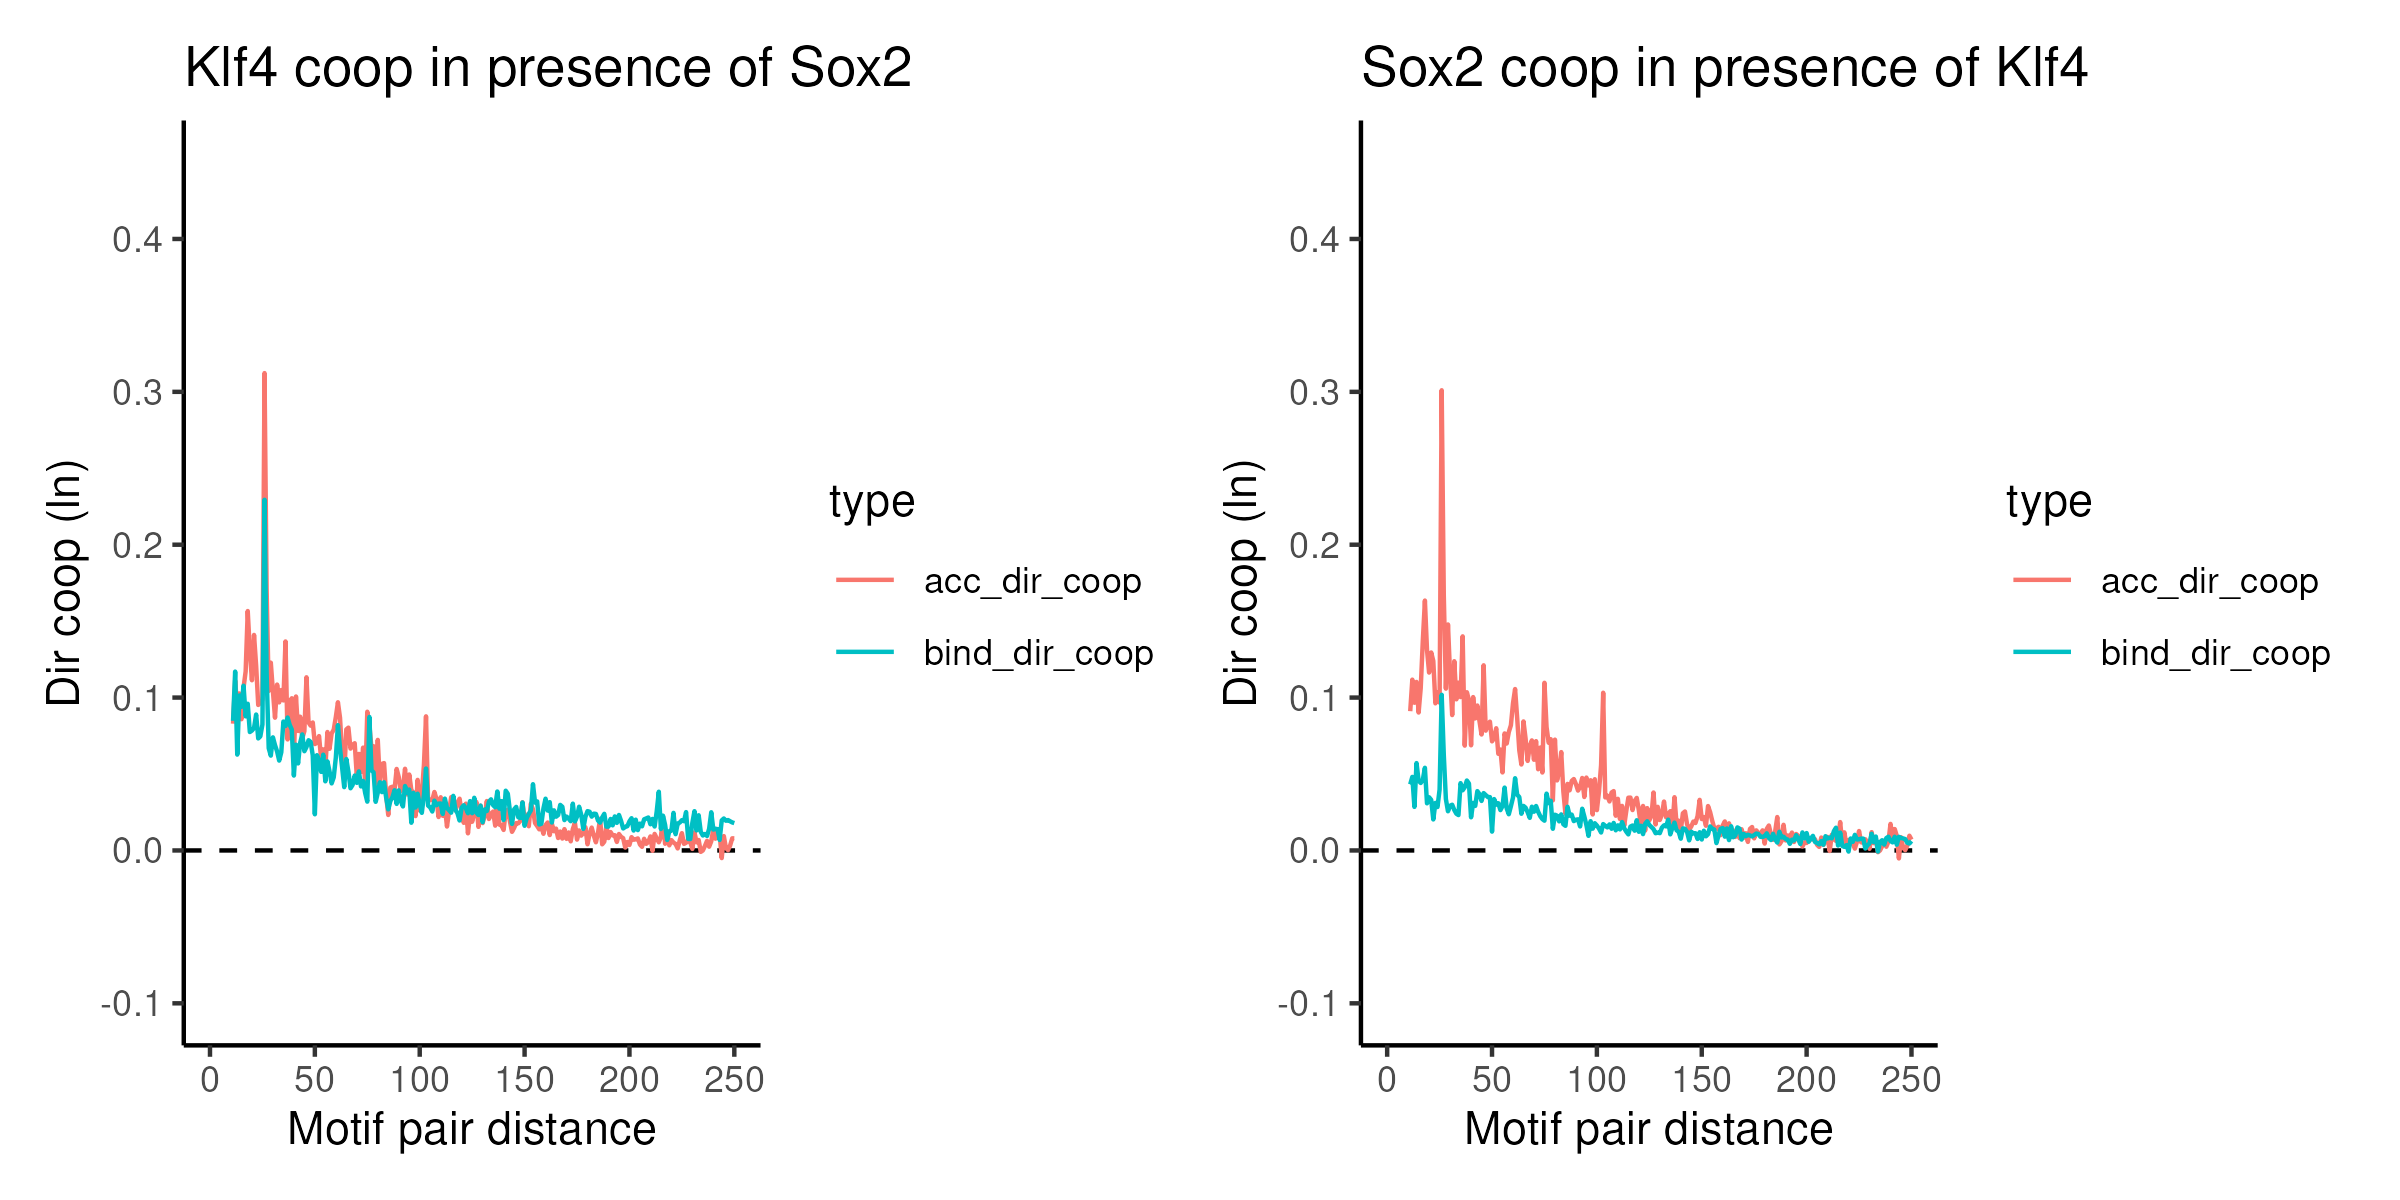 Klf4 coop in presence of Sox2
Dir coop (ln)
0.4
0.3
0.2
0.1
0.0
-0.1
0 50 100 150 200 250
Motif pair distance
type
acc_dir_coop
bind_dir_coop
Sox2 coop in presence of Klf4
Dir coop (ln)
0.4
0.3
0.2
0.1
0.0
-0.1
0 50 100 150 200 250
Motif pair distance
type
acc_dir_coop
bind_dir_coop